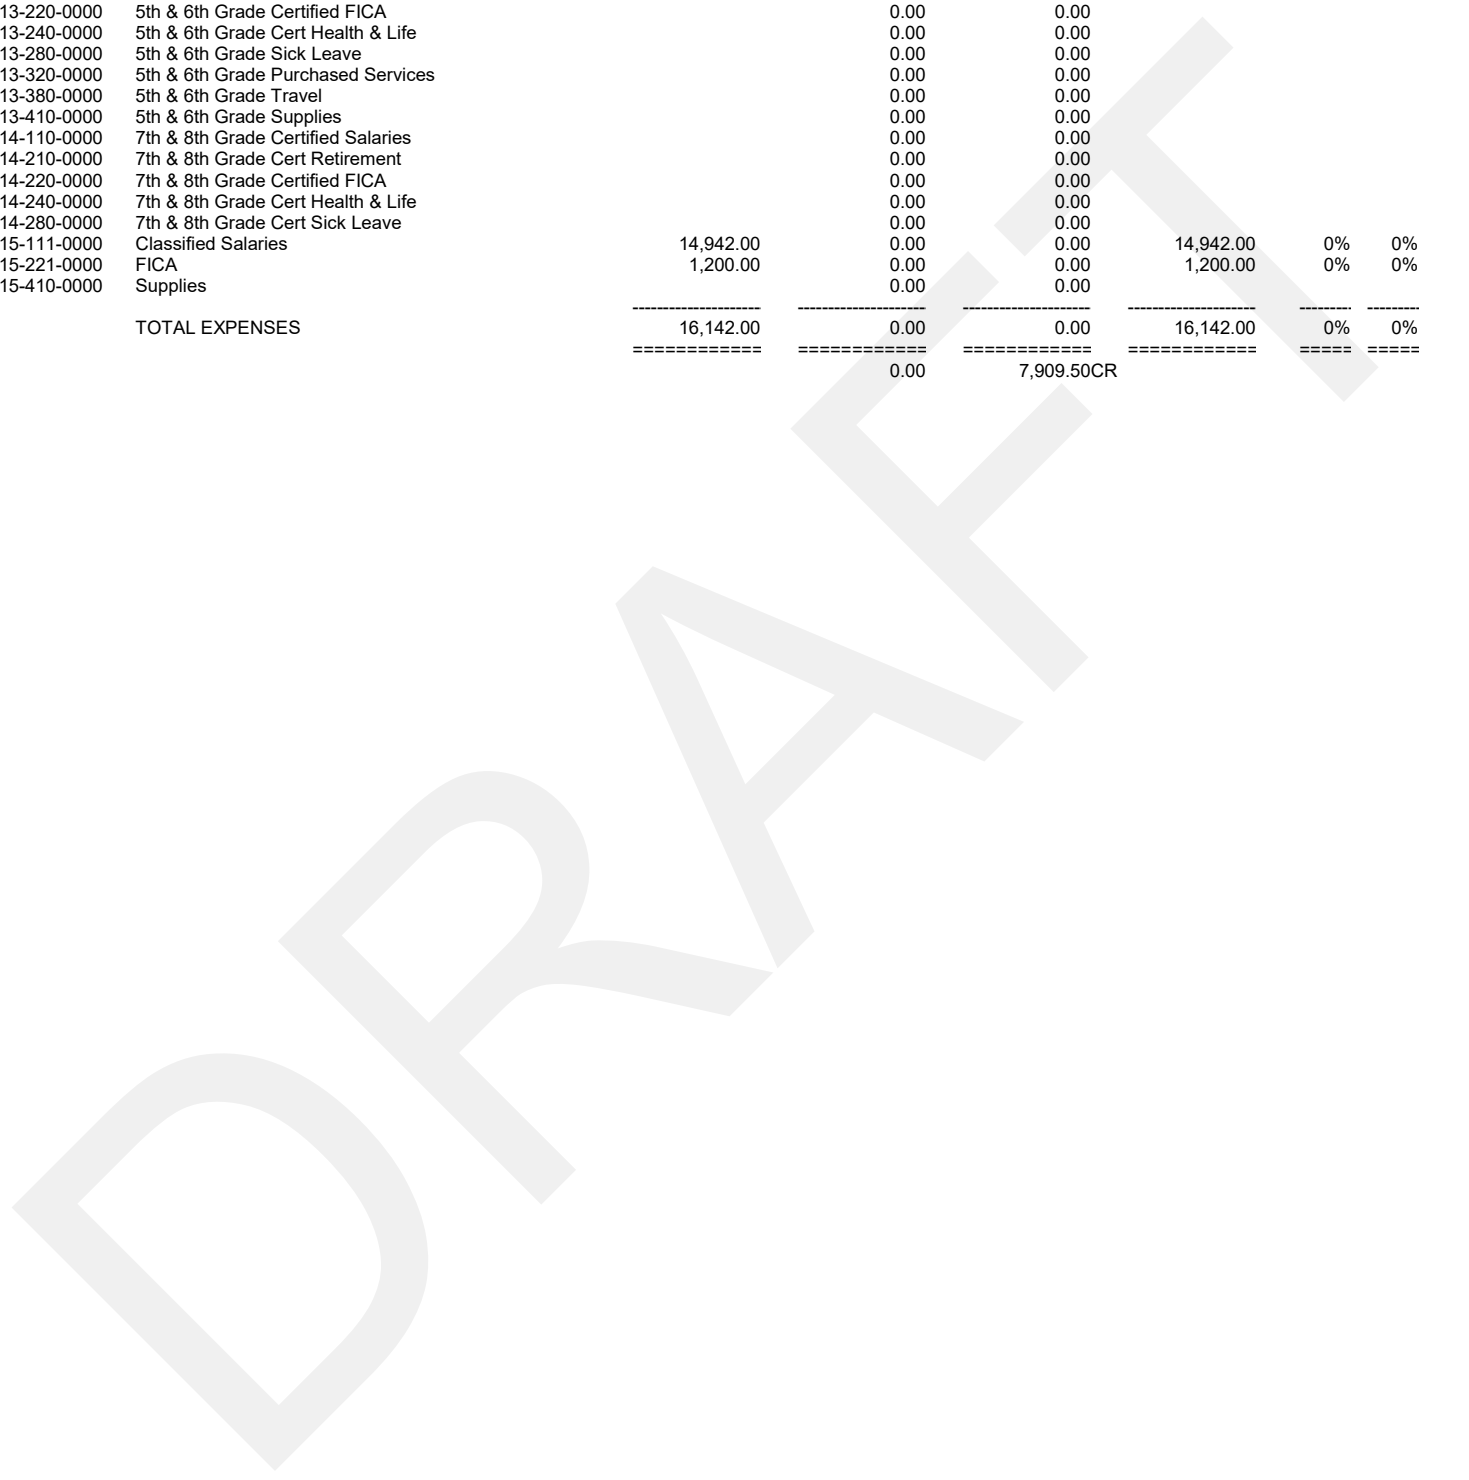 13-220-0000 5th & 6th Grade Certified FICA 0.00 0.00
13-240-0000 5th & 6th Grade Cert Health & Life 0.00 0.00
13-280-0000 5th & 6th Grade Sick Leave 0.00 0.00
13-320-0000 5th & 6th Grade Purchased Services 0.00 0.00
13-380-0000 5th & 6th Grade Travel 0.00 0.00
13-410-0000 5th & 6th Grade Supplies 0.00 0.00
14-110-0000 7th & 8th Grade Certified Salaries 0.00 0.00
14-210-0000 7th & 8th Grade Cert Retirement 0.00 0.00
14-220-0000 7th & 8th Grade Certified FICA 0.00 0.00
14-240-0000 7th & 8th Grade Cert Health & Life 0.00 0.00
14-280-0000 7th & 8th Grade Cert Sick Leave 0.00 0.00
15-111-0000 Classified Salaries 14,942.00 0.00 0.00 14,942.00 0% 0%
15-221-0000 FICA 1,200.00 0.00 0.00 1,200.00 0% 0%
15-410-0000 Supplies 0.00 0.00
--------------------- --------------------- --------------------- --------------------- --------- ---------
TOTAL EXPENSES 16,142.00 0.00 0.00 16,142.00 0% 0%
============ ============ ============ ============ ===== =====
0.00 7,909.50CR
DRAFT